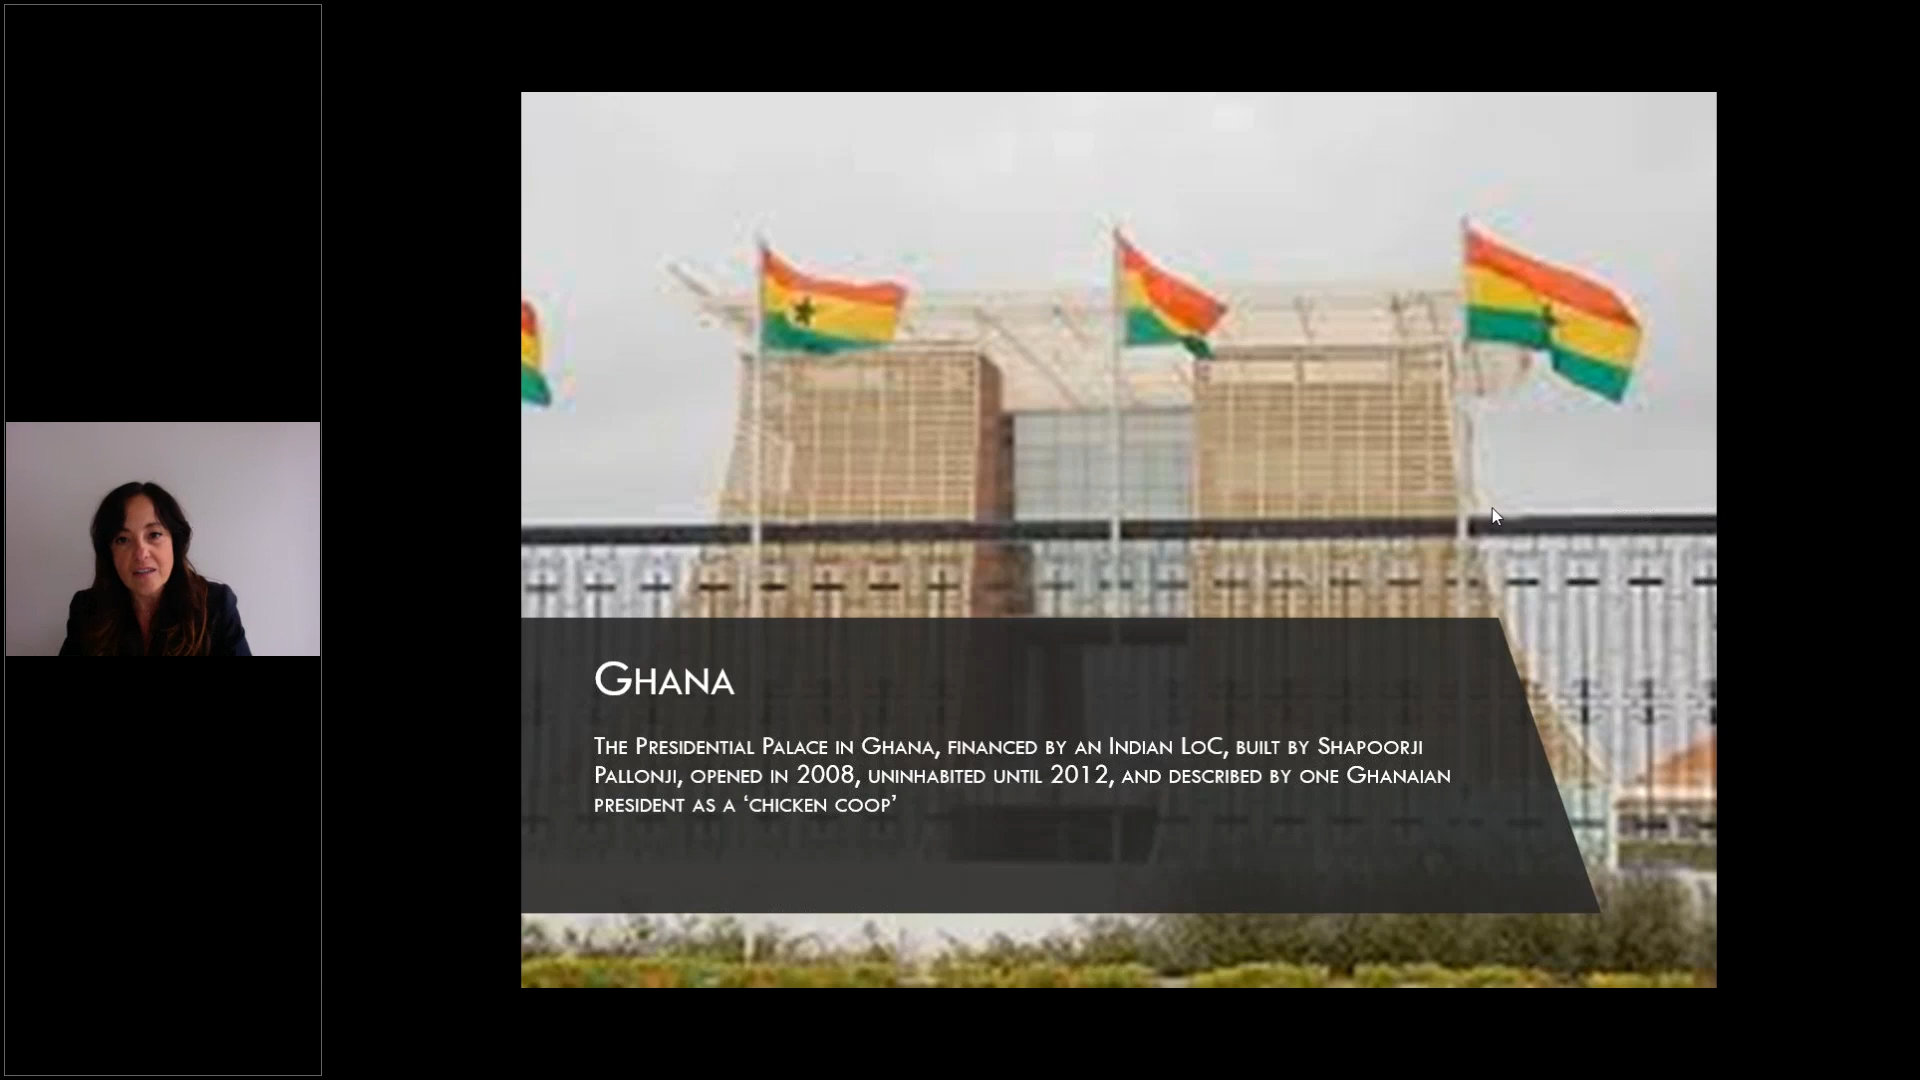 Ghana
The Presidential Palace in Ghana, financed by an Indian LoC, built by Shapoorji
Pallonji, opened in 2008, uninhabited until 2012, and described by one Ghanaian
president as a ‘chicken coop’